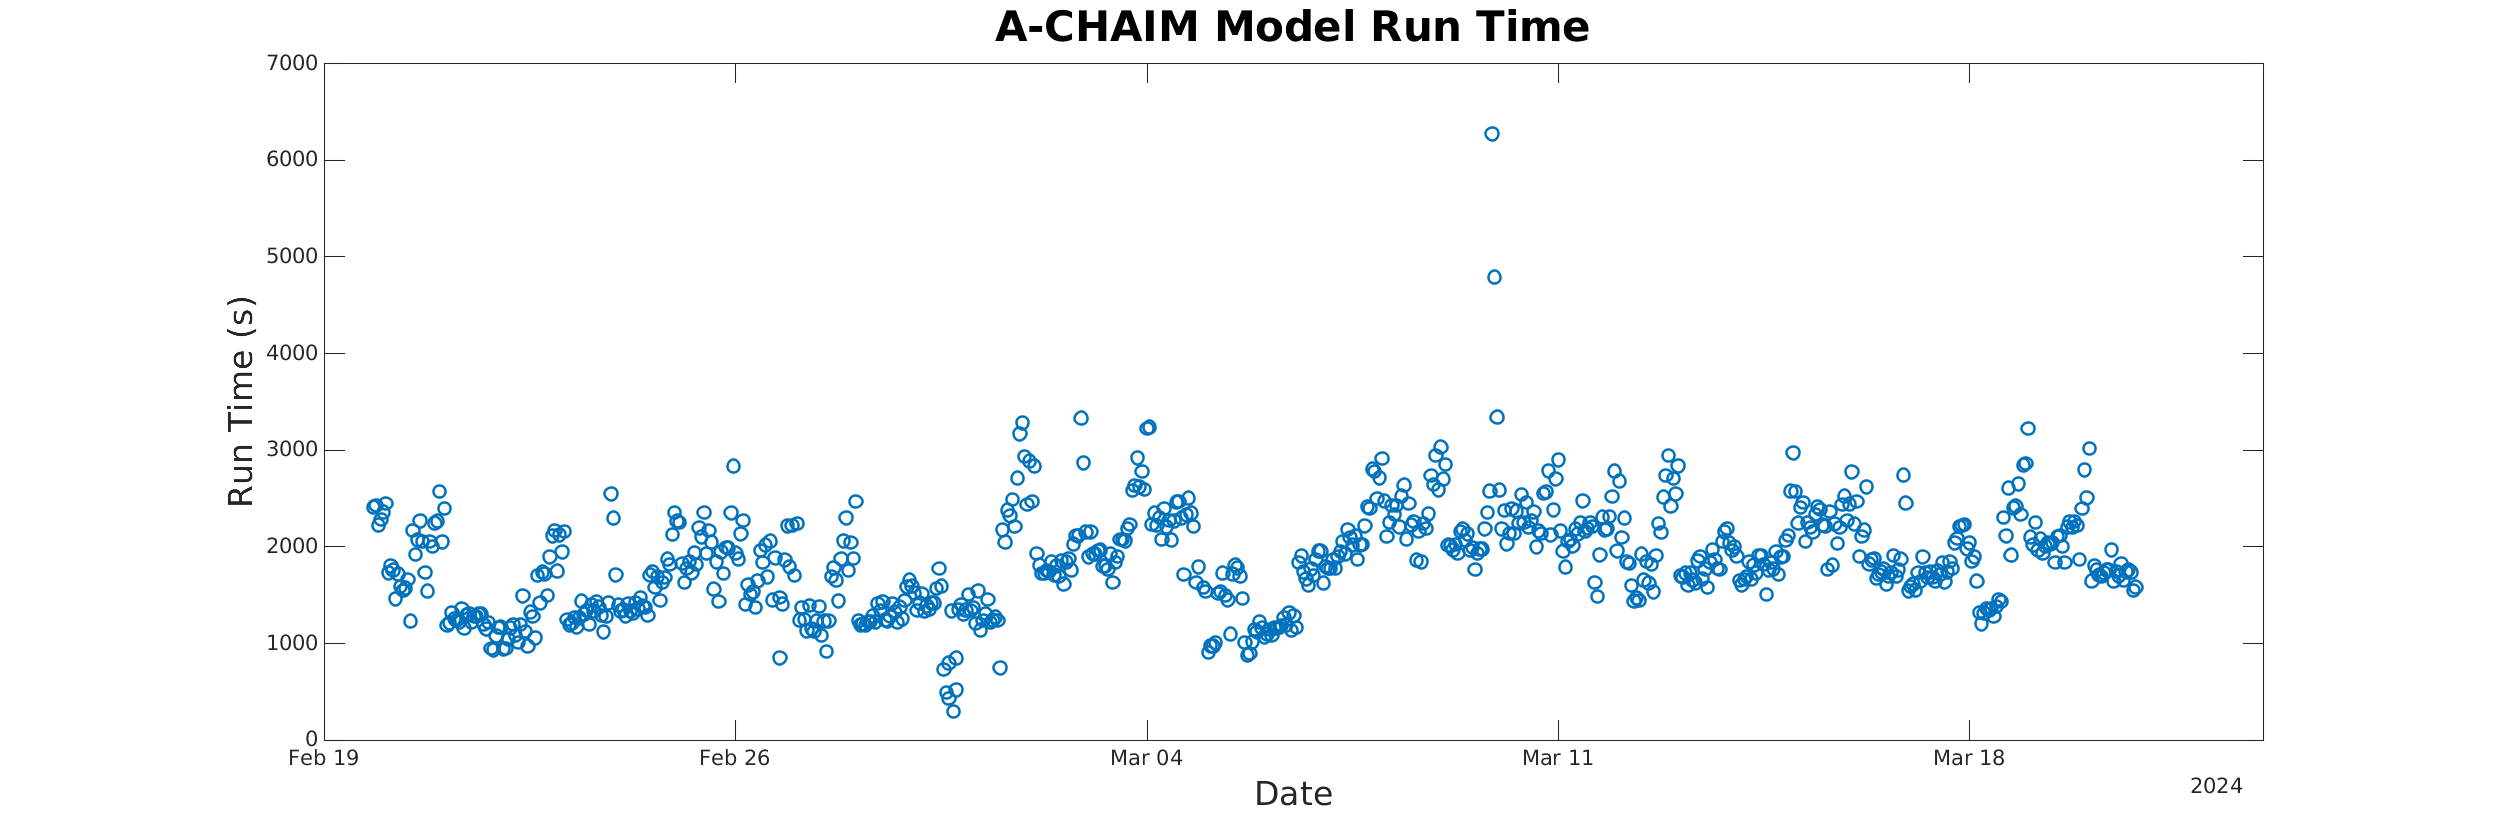 A-CHAIM Model Run Time
7000
6000
5000
4000
3000
2000
1000
0
Run Time (s)
Feb 19
Feb 26
Mar 04
Mar 11
Mar 18
2024
Date